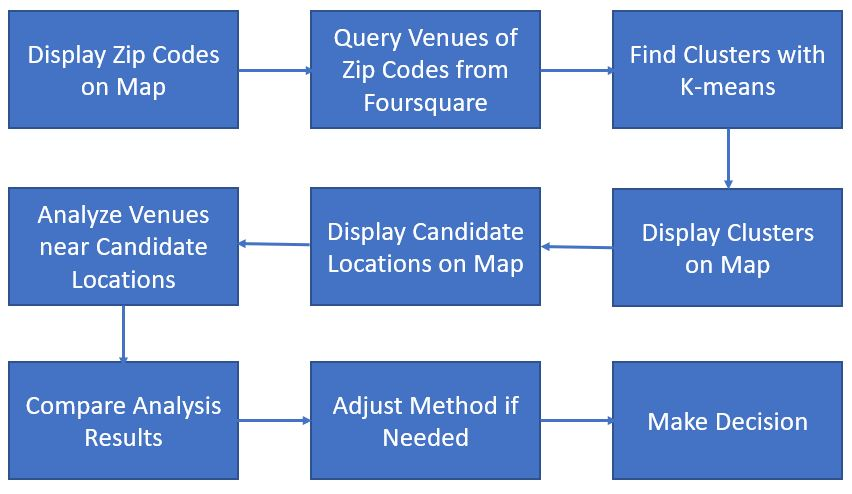 Display Zip Codes
on Map
Query Venues of
Zip Codes from
Foursquare
Find Clusters with
K-means
Analyze Venues
near Candidate
Locations
Display Candidate
Locations on Map
Display Clusters
on Map
Compare Analysis
Results
Adjust Method if
Needed
Make Decision